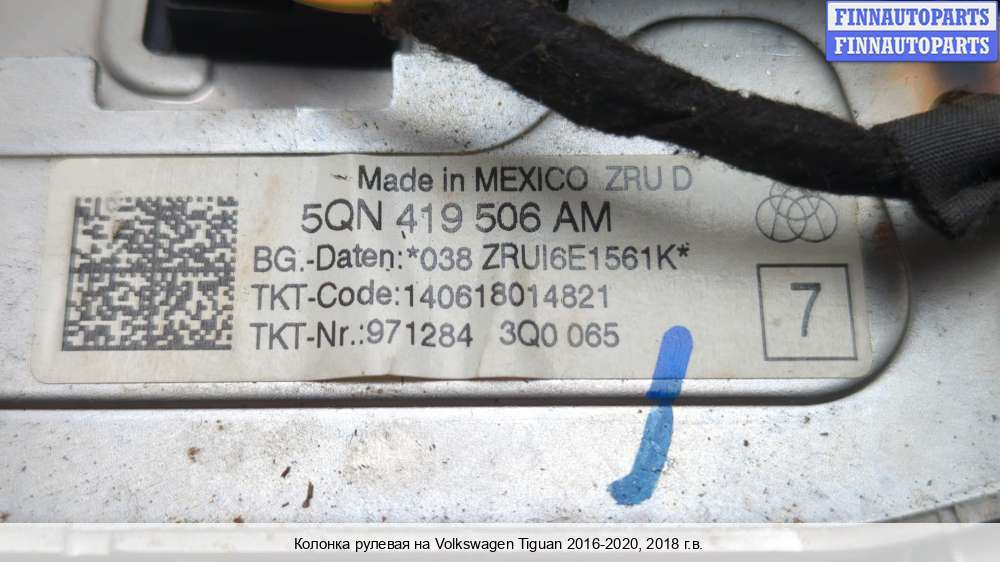 FINNAUTOPARTS
FINNAUTOPARTS
Made in MEXICO ZRU D
5QN 419 506 AM
BG.-Daten:*038 ZRUI6E1561K*
TKT-Code:140618014821
TKT-Nr.:971284 3Q0 065
7
Колонка рулевая на Volkswagen Tiguan 2016-2020, 2018 г.в.